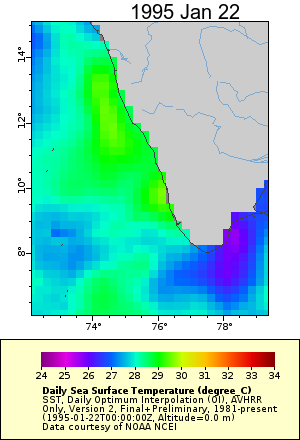 1995 Jan 22
14°
12°
10°
8°
74°
76°
78°
24 25 26 27 28 29 30 31 32 33 34
Daily Sea Surface Temperature (degree_C)
SST, Daily Optimum Interpolation (OI), AVHRR
Only, Version 2, Final+Preliminary, 1981-present
(1995-01-22T00:00:00Z, Altitude=0.0 m)
Data courtesy of NOAA NCEI